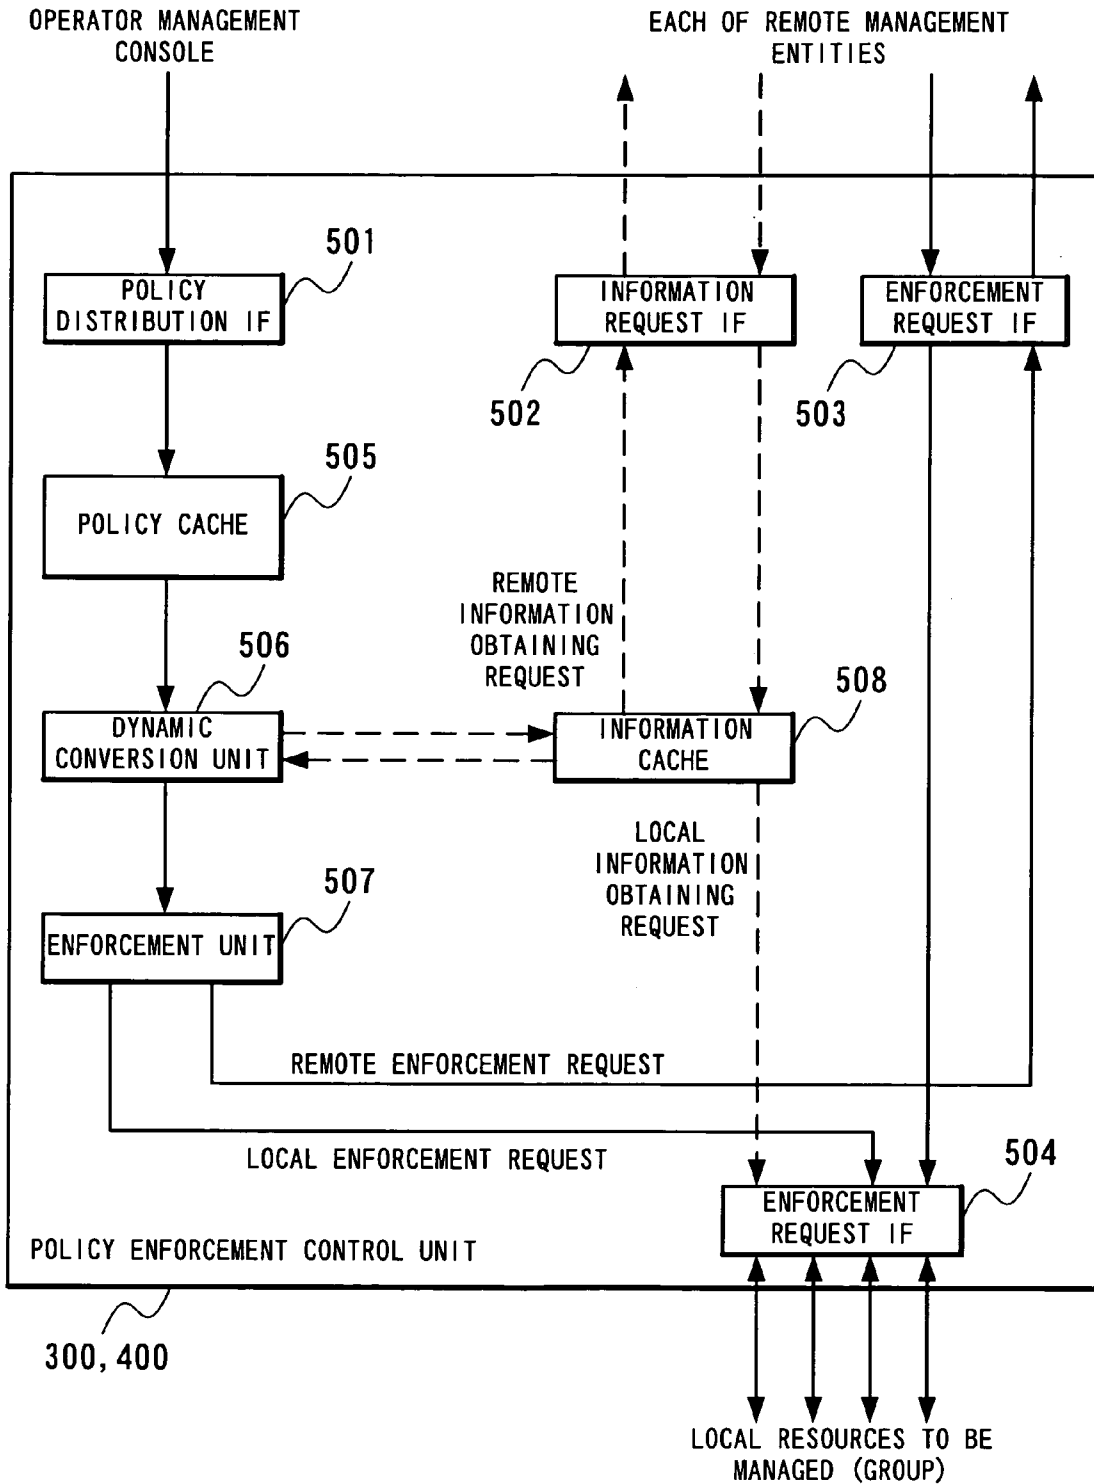 OPERATOR MANAGEMENT
CONSOLE
EACH OF REMOTE MANAGEMENT
ENTITIES
501
POLICY
DISTRIBUTION IF
INFORMATION
REQUEST IF
ENFORCEMENT
REQUEST IF
502
503
505
POLICY CACHE
REMOTE
INFORMATION
OBTAINING
REQUEST
506
508
DYNAMIC
CONVERSION UNIT
INFORMATION
CACHE
LOCAL
INFORMATION
OBTAINING
REQUEST
507
ENFORCEMENT UNIT
REMOTE ENFORCEMENT REQUEST
LOCAL ENFORCEMENT REQUEST
504
ENFORCEMENT
REQUEST IF
POLICY ENFORCEMENT CONTROL UNIT
300, 400
LOCAL RESOURCES TO BE
MANAGED (GROUP)